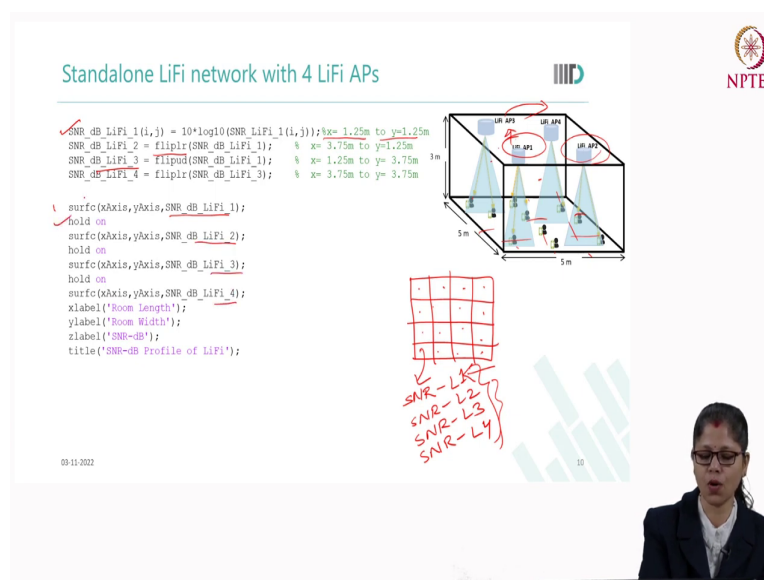 Standalone LiFi network with 4 LiFi APs
IIID
NPTE
SNR_dB_LiFi_1(i,j) = 10*log10(SNR_LiFi_1(i,j));%x= 1.25m to y=1.25m
SNR_dB_LiFi_2 = fliplr(SNR_dB_LiFi_1); % x= 3.75m to y=1.25m
SNR_dB_LiFi_3 = flipud(SNR_dB_LiFi_1); % x= 1.25m to y= 3.75m
SNR_dB_LiFi_4 = fliplr(SNR_dB_LiFi_3); % x= 3.75m to y= 3.75m
surfc(xAxis,yAxis,SNR_dB_LiFi_1);
hold on
surfc(xAxis,yAxis,SNR_dB_LiFi_2);
hold on
surfc(xAxis,yAxis,SNR_dB_LiFi_3);
hold on
surfc(xAxis,yAxis,SNR_dB_LiFi_4);
xlabel('Room Length');
ylabel('Room Width');
zlabel('SNR-dB');
title('SNR-dB Profile of LiFi');
LiFi AP3
LiFi AP4
LiFi AP1
LiFi AP2
3 m
5 m
5 m
SNR-L1
SNR-L2
SNR-L3
SNR-L4
03-11-2022
10